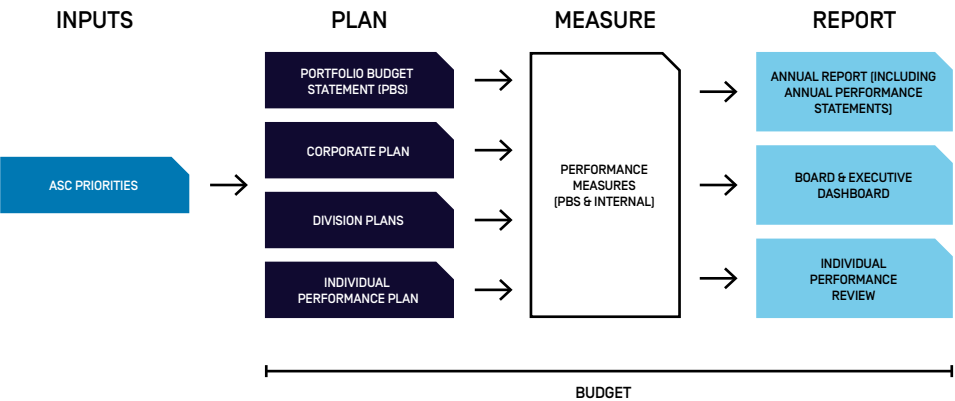 INPUTS
PLAN
MEASURE
REPORT
ASC PRIORITIES
PORTFOLIO BUDGET
STATEMENT (PBS)
CORPORATE PLAN
DIVISION PLANS
INDIVIDUAL
PERFORMANCE PLAN
PERFORMANCE
MEASURES
(PBS & INTERNAL)
ANNUAL REPORT (INCLUDING
ANNUAL PERFORMANCE
STATEMENTS)
BOARD & EXECUTIVE
DASHBOARD
INDIVIDUAL
PERFORMANCE
REVIEW
BUDGET